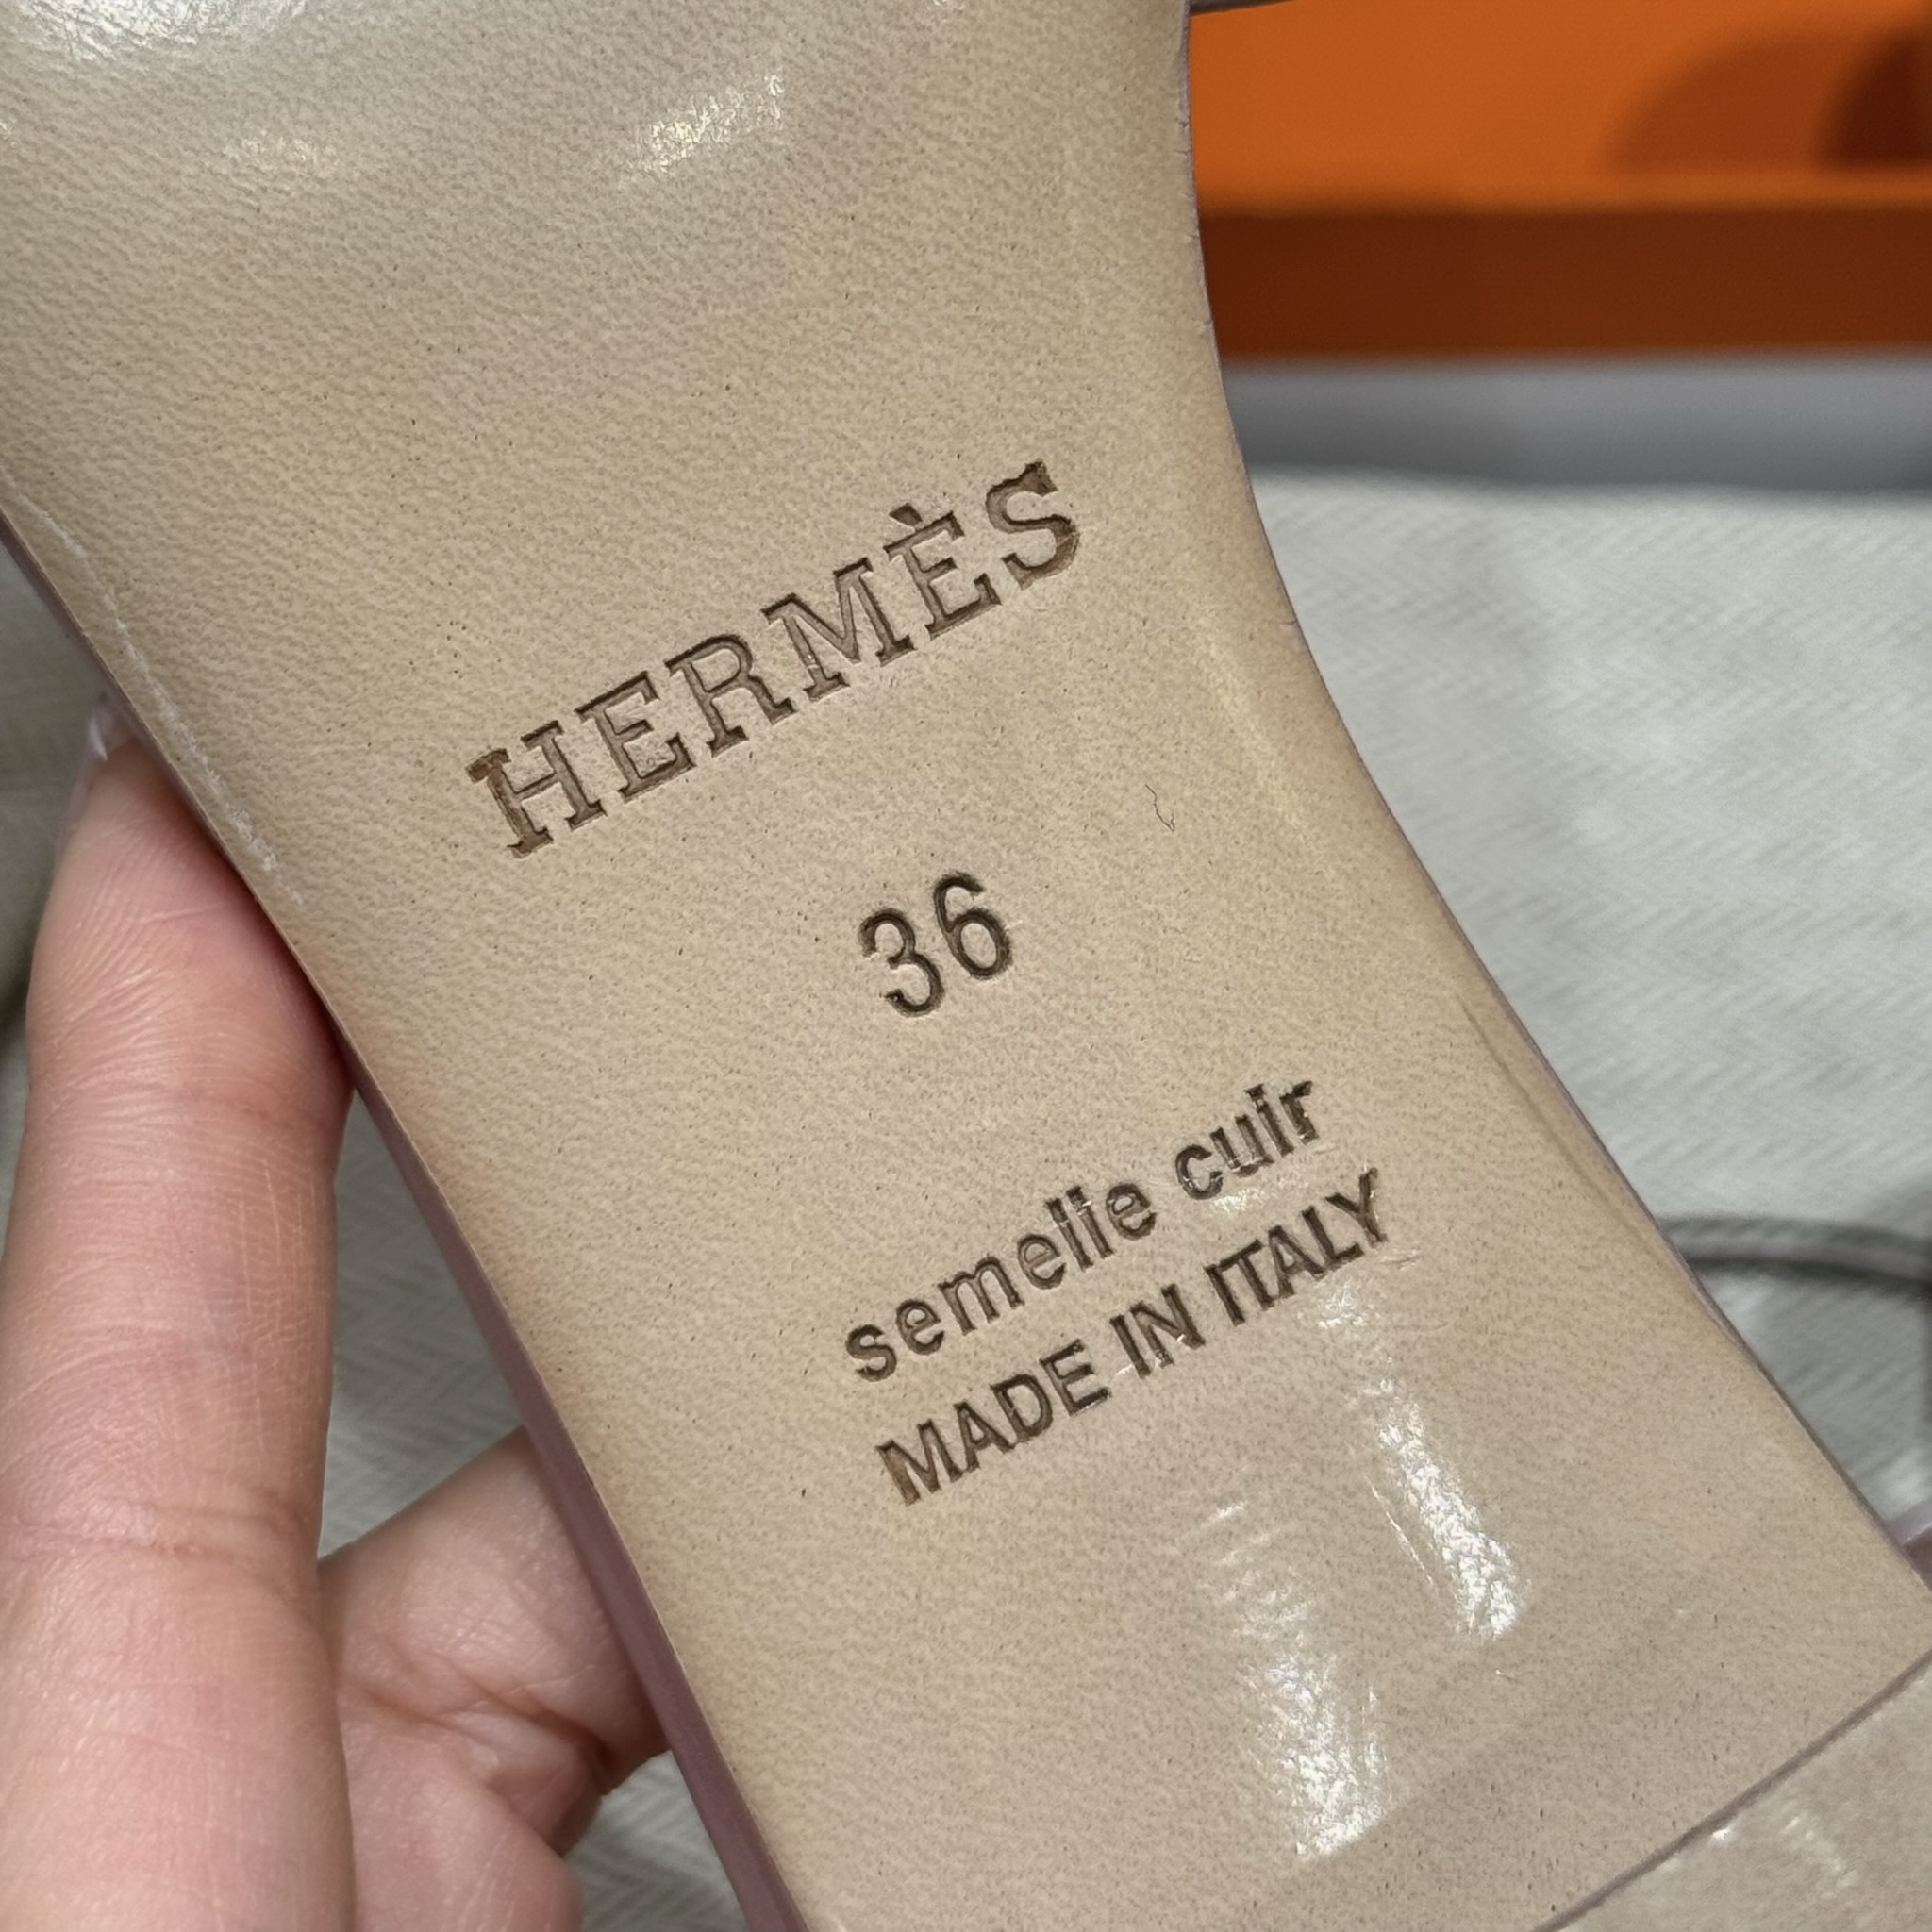 HERMÈS
36
semelle cuir
MADE IN ITALY